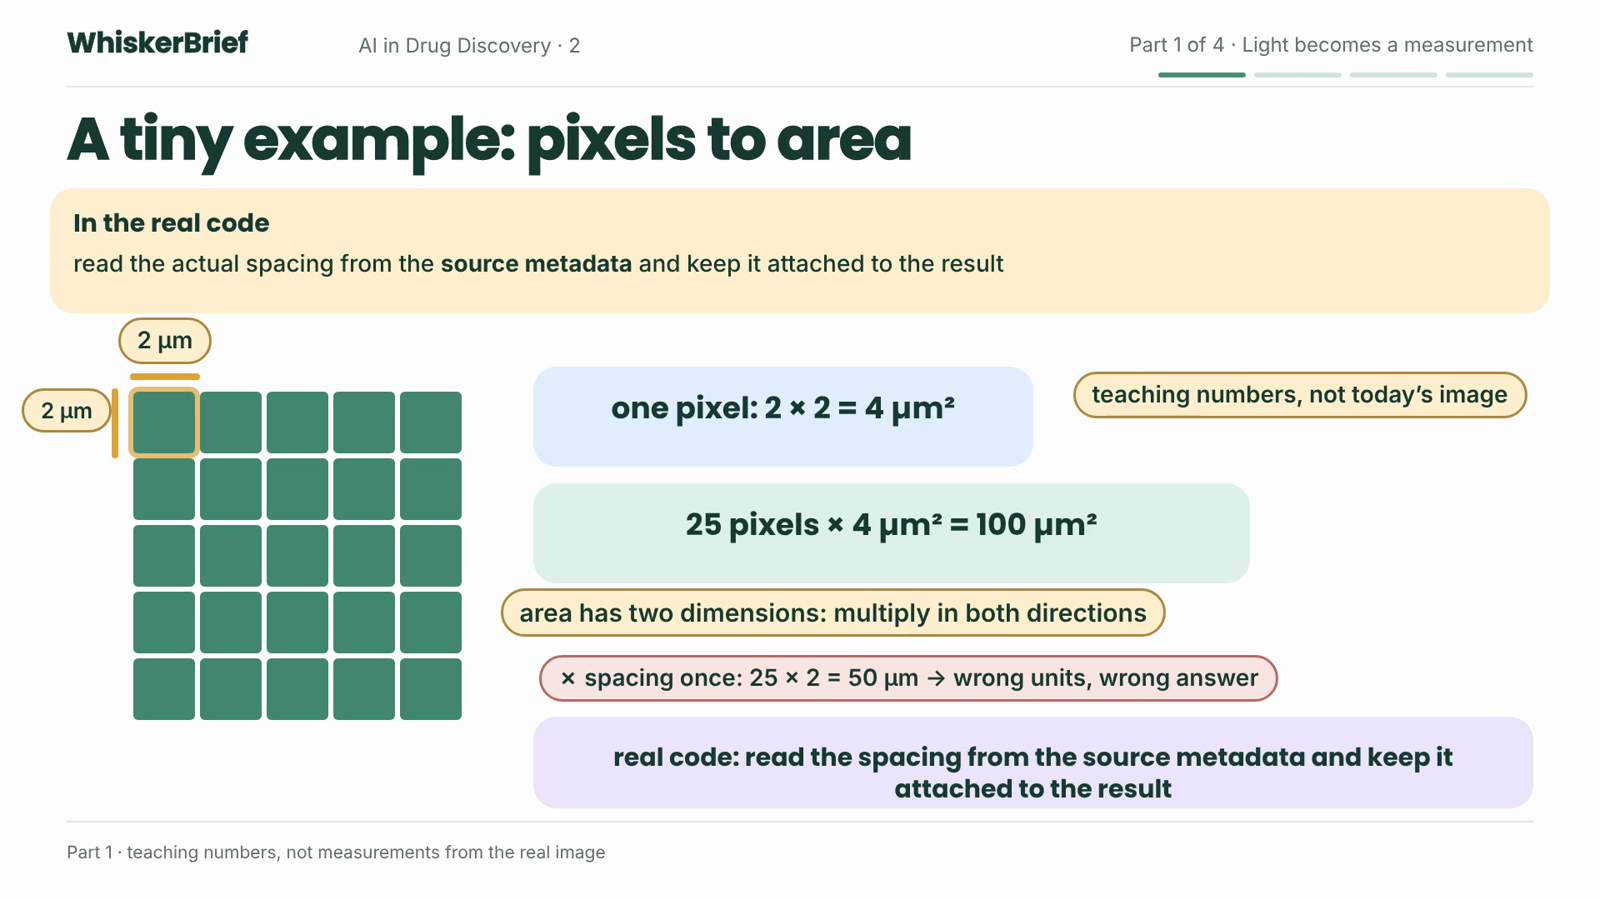 WhiskerBrief
AI in Drug Discovery · 2
Part 1 of 4 · Light becomes a measurement
A tiny example: pixels to area
In the real code
read the actual spacing from the source metadata and keep it attached to the result
2 µm
2 µm
one pixel: 2 × 2 = 4 µm²
teaching numbers, not today’s image
25 pixels × 4 µm² = 100 µm²
area has two dimensions: multiply in both directions
× spacing once: 25 × 2 = 50 µm → wrong units, wrong answer
real code: read the spacing from the source metadata and keep it
attached to the result
Part 1 · teaching numbers, not measurements from the real image